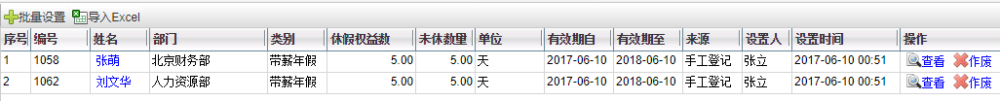 批量设置 导入Excel
序号 编号 姓名 部门 类别 休假权益数 未休数量 单位 有效期自 有效期至 来源 设置人 设置时间 操作
1 1058 张萌 北京财务部 带薪年假 5.00 5.00 天 2017-06-10 2018-06-10 手工登记 张立 2017-06-10 00:51 查看 作废
2 1062 刘文华 人力资源部 带薪年假 5.00 5.00 天 2017-06-10 2018-06-10 手工登记 张立 2017-06-10 00:51 查看 作废